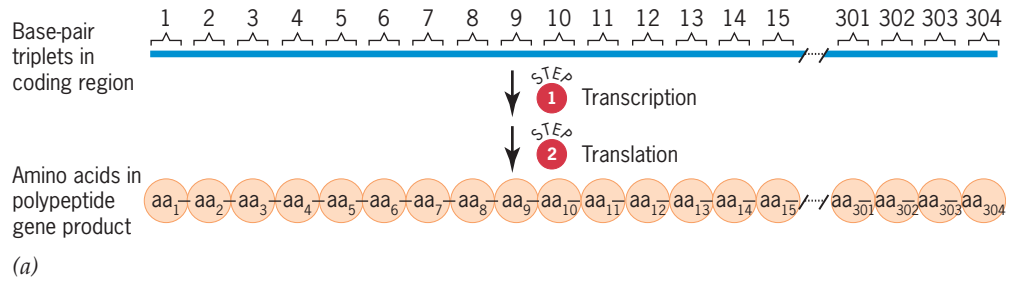 1 2 3 4 5 6 7 8 9 10 11 12 13 14 15 301 302 303 304
Base-pair
triplets in
coding region
STEP
1 Transcription
STEP
2 Translation
Amino acids in
polypeptide
gene product
aa1–aa2–aa3–aa4–aa5–aa6–aa7–aa8–aa9–aa10–aa11–aa12–aa13–aa14–aa15– aa301–aa302–aa303–aa304
(a)